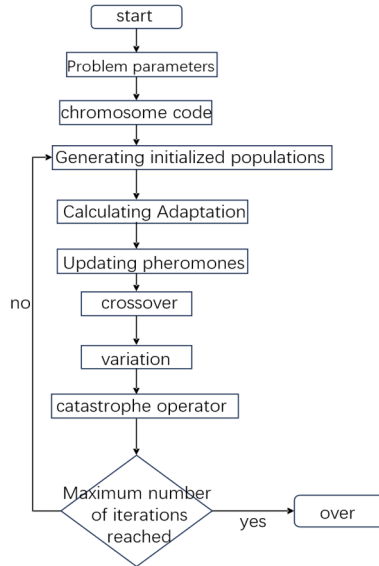 start
Problem parameters
chromosome code
Generating initialized populations
Calculating Adaptation
Updating pheromones
crossover
no
variation
catastrophe operator
Maximum number
of iterations
reached
yes
over